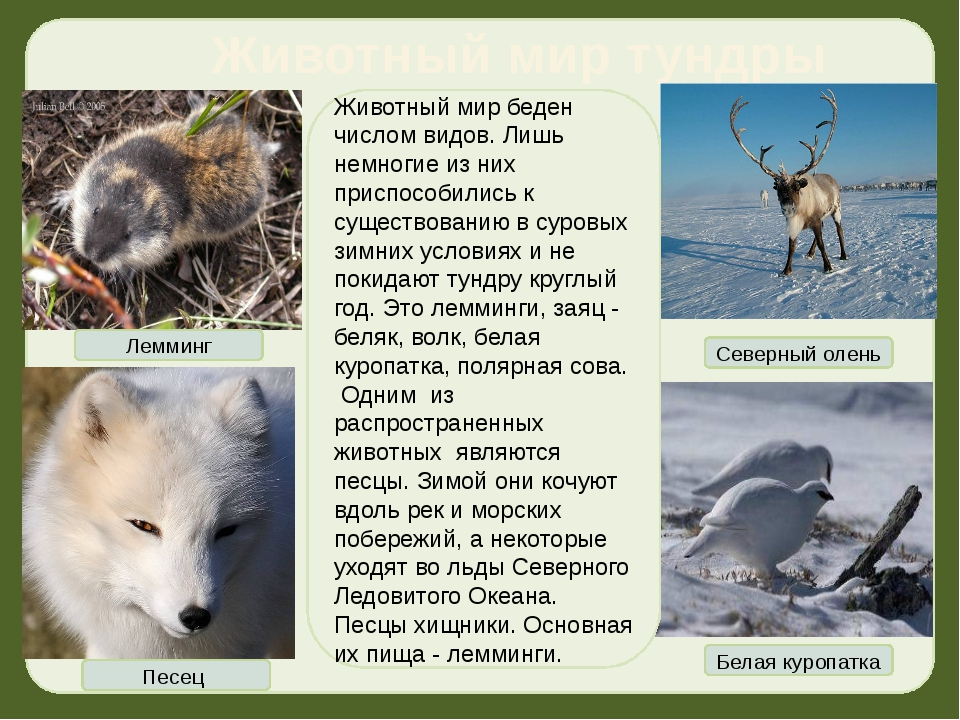 Животный мир тундры
Julian Bell © 2005
Животный мир беден
числом видов. Лишь
немногие из них
приспособились к
существованию в суровых
зимних условиях и не
покидают тундру круглый
год. Это лемминги, заяц -
беляк, волк, белая
куропатка, полярная сова.
Одним из
распространенных
животных являются
песцы. Зимой они кочуют
вдоль рек и морских
побережий, а некоторые
уходят во льды Северного
Ледовитого Океана.
Песцы хищники. Основная
их пища - лемминги.
Лемминг
Северный олень
Песец
Белая куропатка